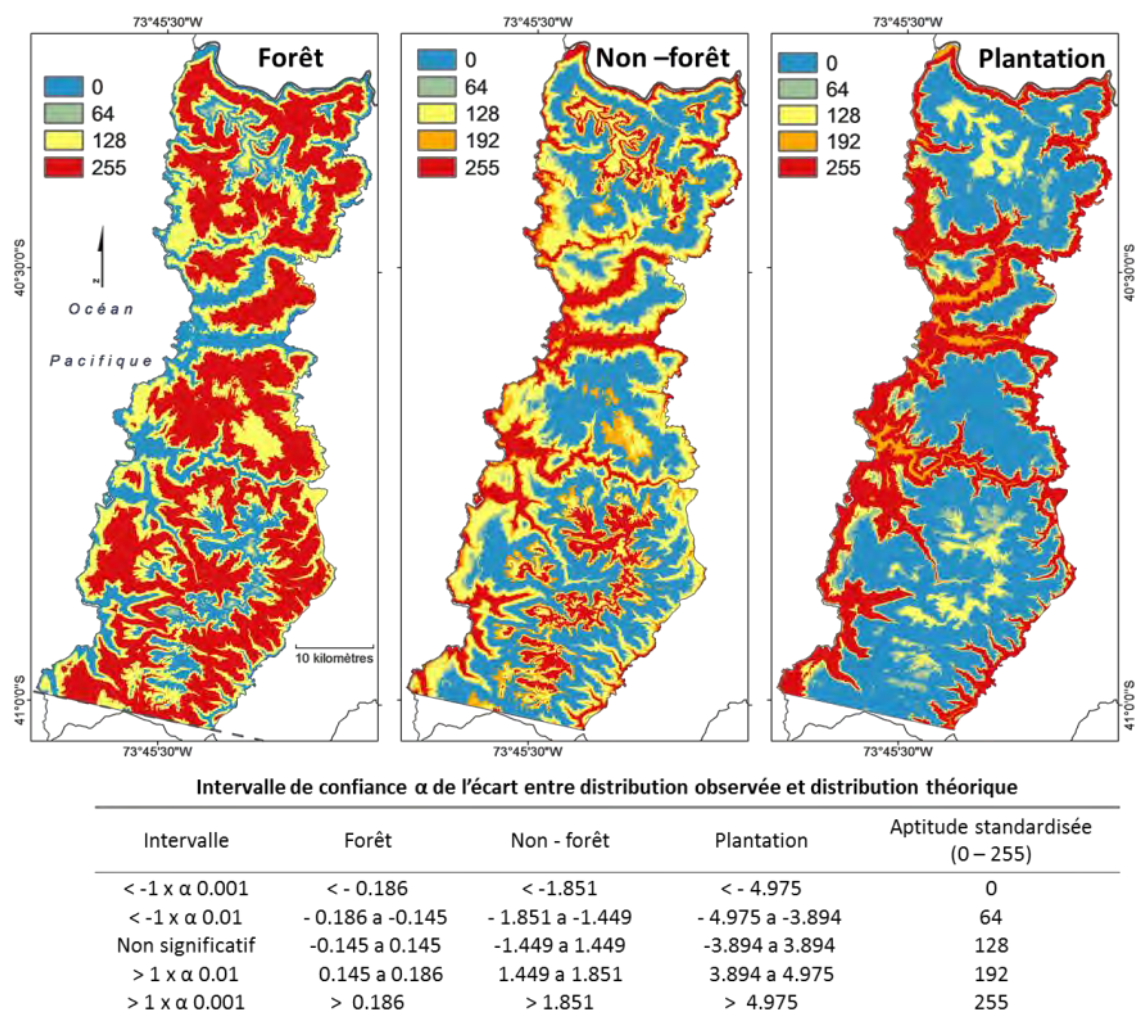 73°45'30"W 73°45'30"W 73°45'30"W
Forêt
0
64
128
255
Non –forêt
0
64
128
192
255
Plantation
0
64
128
192
255
40°30'0"S
40°30'0"S
z
Océan
Pacifique
10 kilomètres
41°0'0"S
41°0'0"S
73°45'30"W 73°45'30"W 73°45'30"W
Intervalle de confiance α de l'écart entre distribution observée et distribution théorique
Intervalle Forêt Non - forêt Plantation Aptitude standardisée
(0 – 255)
< -1 x α 0.001 < - 0.186 < -1.851 < - 4.975 0
< -1 x α 0.01 - 0.186 a -0.145 - 1.851 a -1.449 - 4.975 a -3.894 64
Non significatif -0.145 a 0.145 -1.449 a 1.449 -3.894 a 3.894 128
> 1 x α 0.01 0.145 a 0.186 1.449 a 1.851 3.894 a 4.975 192
> 1 x α 0.001 > 0.186 > 1.851 > 4.975 255